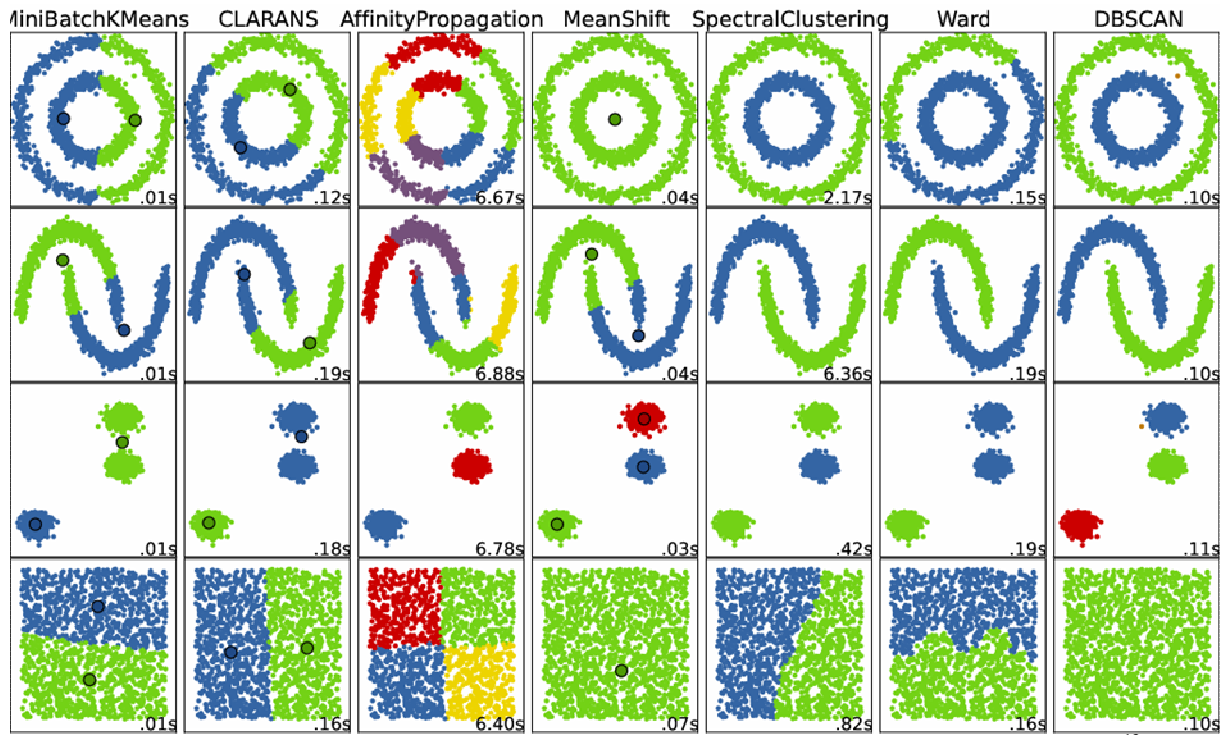 MiniBatchKMeans CLARANS AffinityPropagation MeanShift SpectralClustering Ward DBSCAN
.01s .12s 6.67s .04s 2.17s .15s .10s
.01s .19s 6.88s .04s 6.36s .19s .10s
.01s .18s 6.78s .03s .42s .19s .11s
.01s .16s 6.40s .07s .82s .16s .10s